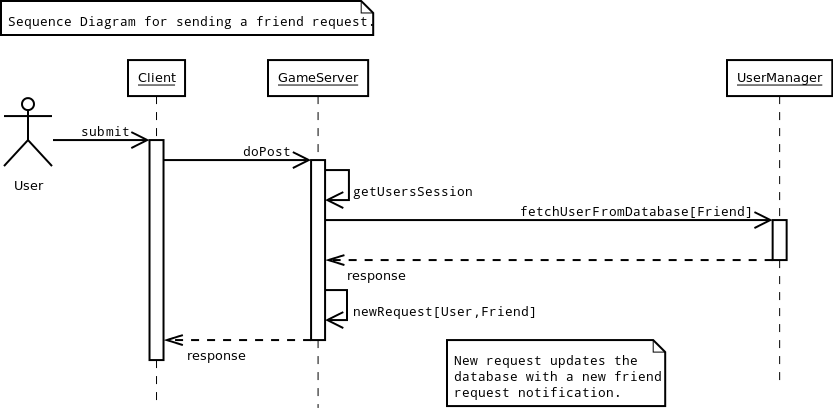 Sequence Diagram for sending a friend request.
Client
GameServer
UserManager
submit
doPost
User
getUsersSession
fetchUserFromDatabase[Friend]
response
newRequest[User,Friend]
response
New request updates the
database with a new friend
request notification.